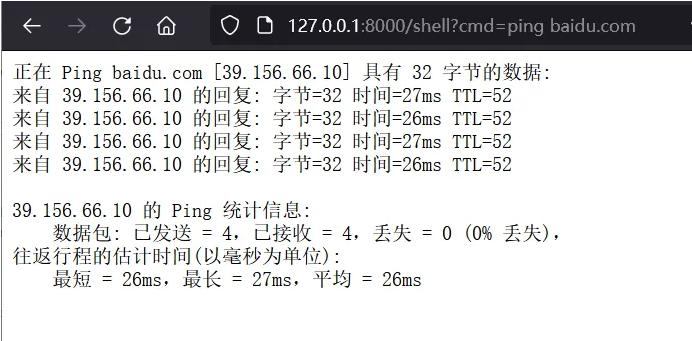 127.0.0.1:8000/shell?cmd=ping baidu.com
正在 Ping baidu.com [39.156.66.10] 具有 32 字节的数据:
来自 39.156.66.10 的回复: 字节=32 时间=27ms TTL=52
来自 39.156.66.10 的回复: 字节=32 时间=26ms TTL=52
来自 39.156.66.10 的回复: 字节=32 时间=27ms TTL=52
来自 39.156.66.10 的回复: 字节=32 时间=26ms TTL=52
39.156.66.10 的 Ping 统计信息:
数据包: 已发送 = 4，已接收 = 4，丢失 = 0 (0% 丢失)，
往返行程的估计时间(以毫秒为单位):
最短 = 26ms，最长 = 27ms，平均 = 26ms